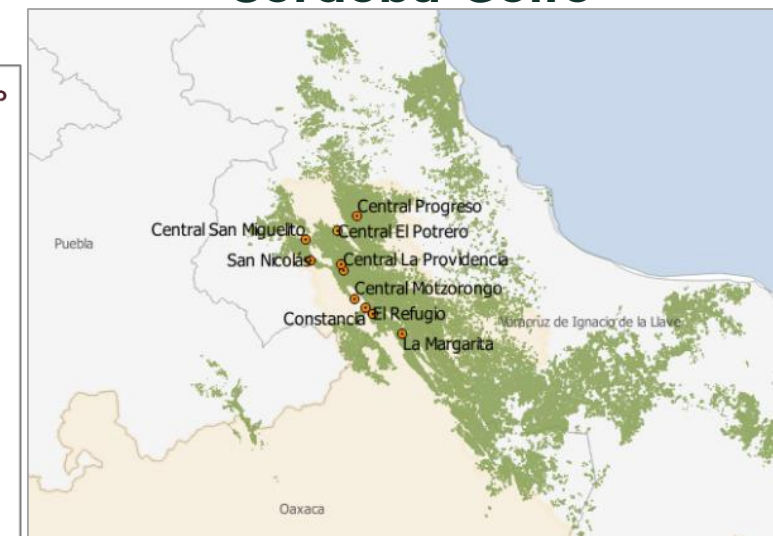 Central Progreso
Central San Miguelito
Central El Potrero
Puebla
San Nicolás
Central La Providencia
Central Motzorongo
Constancia
El Refugio
Veracruz de Ignacio de la Llave
La Margarita
Oaxaca